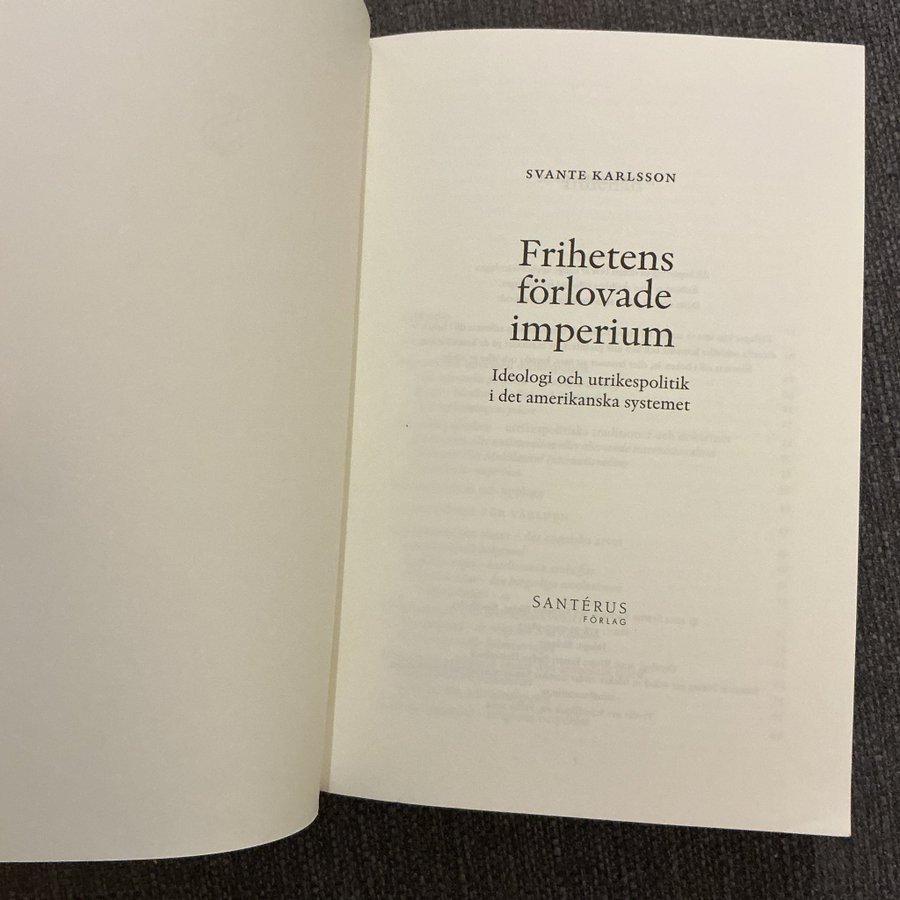 SVANTE KARLSSON
Frihetens
förlovade
imperium
Ideologi och utrikespolitik
i det amerikanska systemet
SANTÉRUS
FÖRLAG